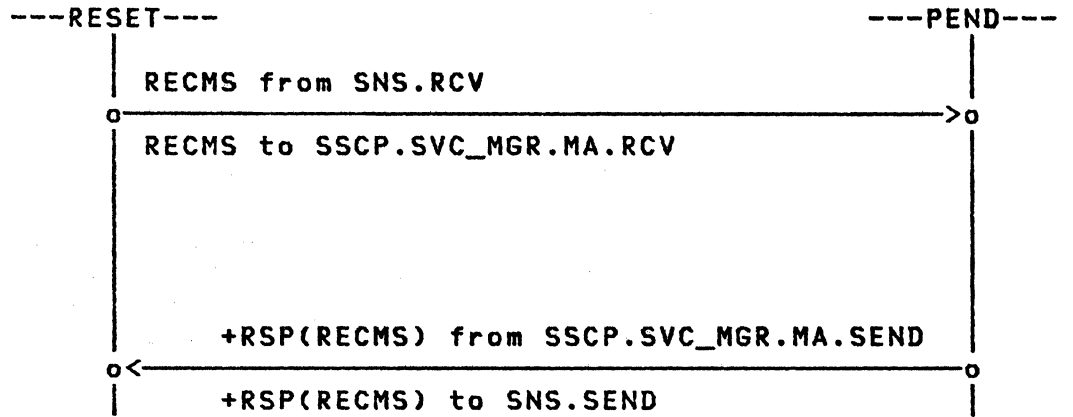 ---RESET--- ---PEND---
RECMS from SNS.RCV
RECMS to SSCP.SVC_MGR.MA.RCV
+RSP(RECMS) from SSCP.SVC_MGR.MA.SEND
+RSP(RECMS) to SNS.SEND